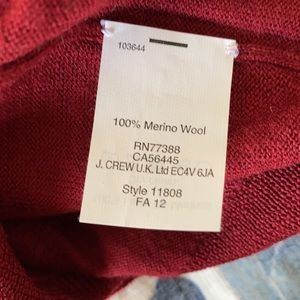 103644
100% Merino Wool
RN77388
CA56445
J. CREW U.K. Ltd EC4V 6JA
Style 11808
FA 12